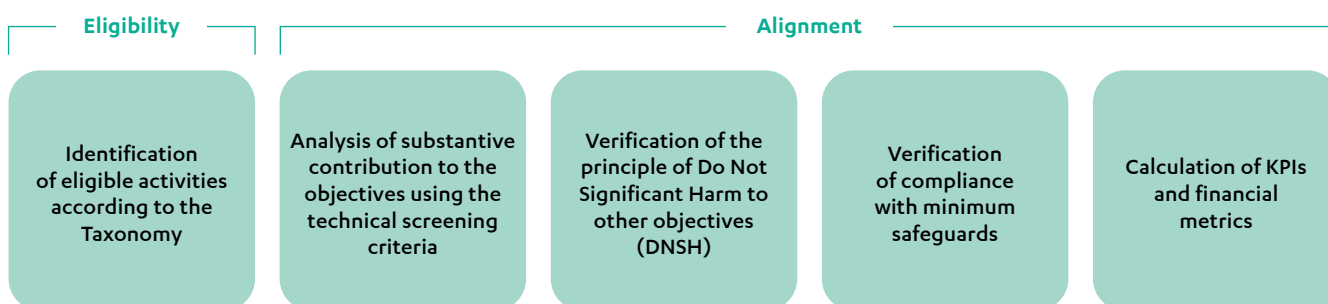 Eligibility
Alignment
Identification
of eligible activities
according to the
Taxonomy
Analysis of substantive
contribution to the
objectives using the
technical screening
criteria
Verification of the
principle of Do Not
Significant Harm to
other objectives
(DNSH)
Verification
of compliance
with minimum
safeguards
Calculation of KPIs
and financial
metrics